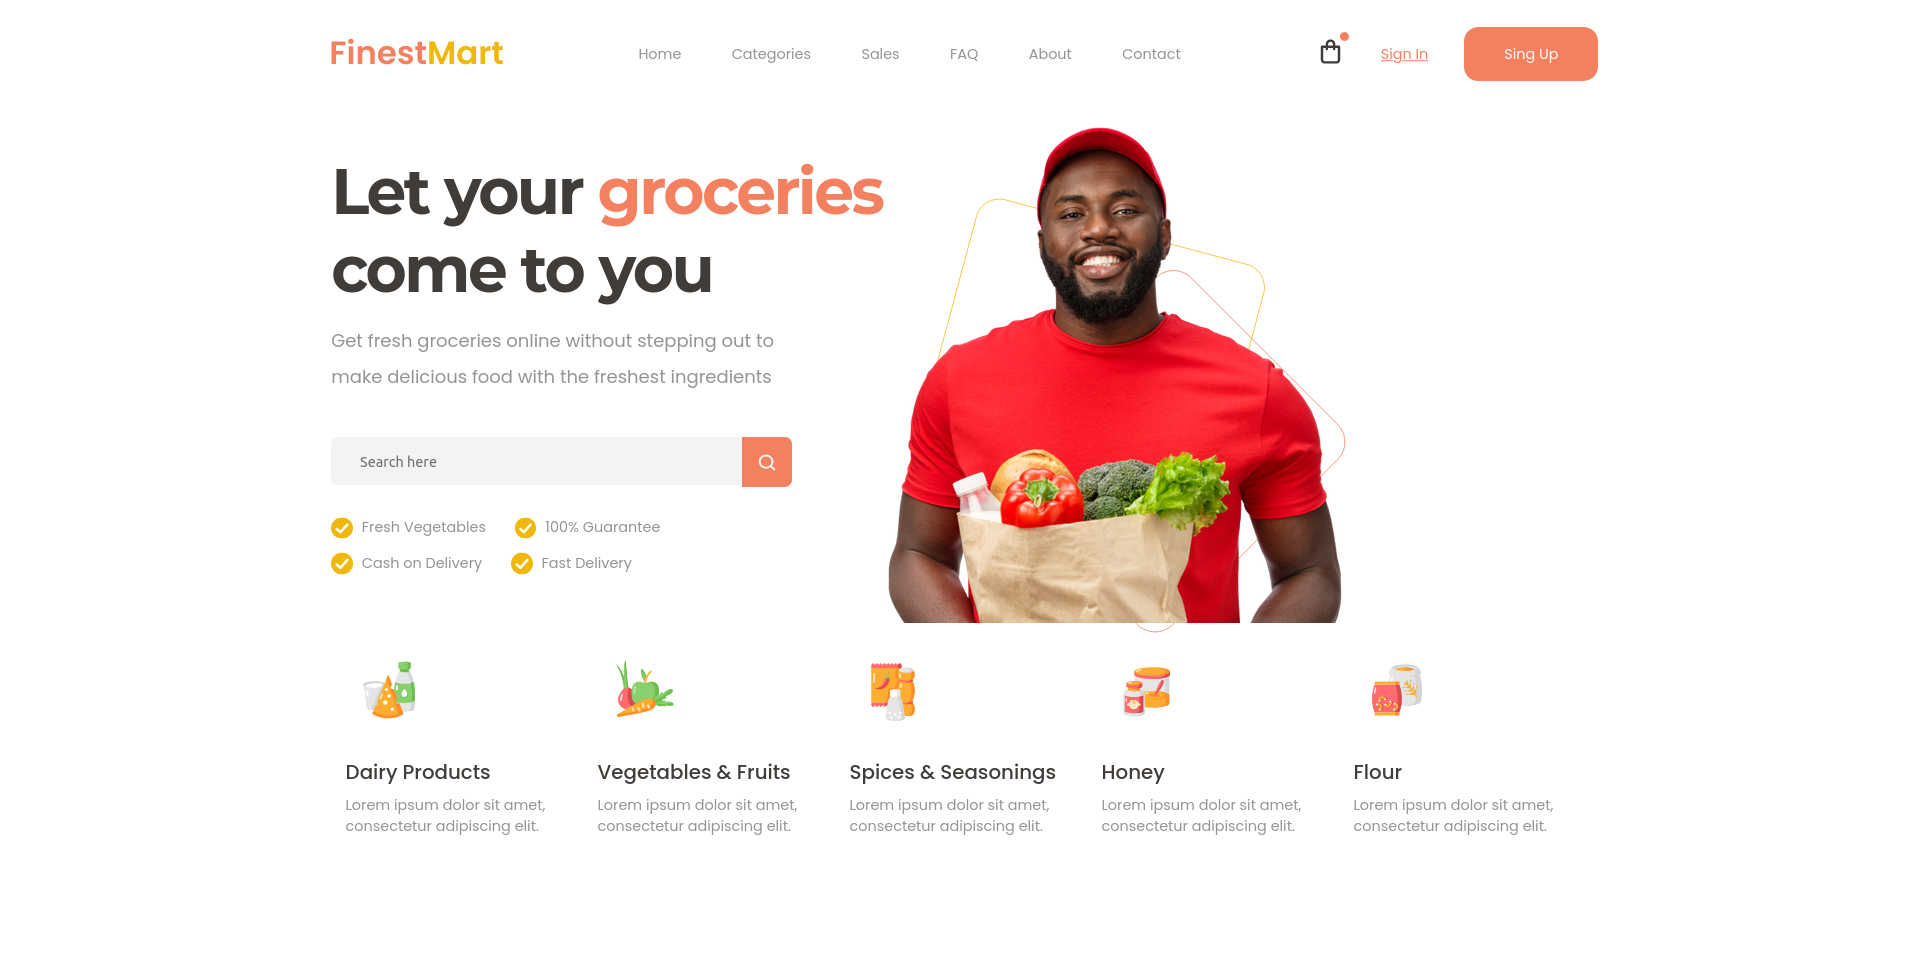 FinestMart
Home Categories Sales FAQ About Contact
Sign In
Sing Up
Let your groceries
come to you
Get fresh groceries online without stepping out to
make delicious food with the freshest ingredients
Search here
Fresh Vegetables 100% Guarantee
Cash on Delivery Fast Delivery
Dairy Products
Lorem ipsum dolor sit amet,
consectetur adipiscing elit.
Vegetables & Fruits
Lorem ipsum dolor sit amet,
consectetur adipiscing elit.
Spices & Seasonings
Lorem ipsum dolor sit amet,
consectetur adipiscing elit.
Honey
Lorem ipsum dolor sit amet,
consectetur adipiscing elit.
Flour
Lorem ipsum dolor sit amet,
consectetur adipiscing elit.